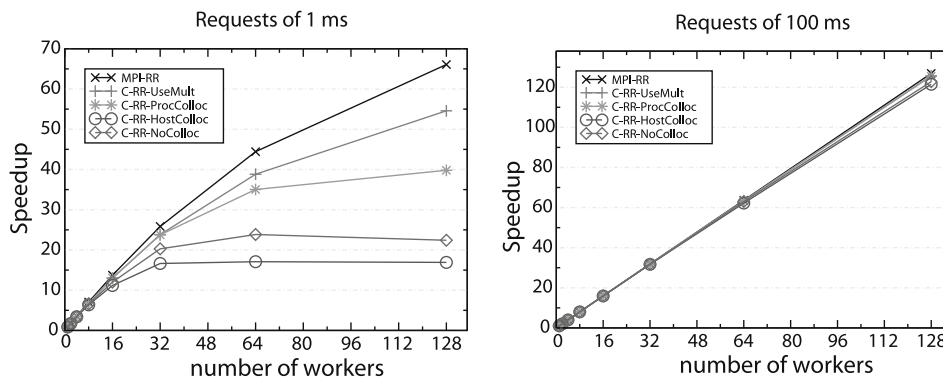 Requests of 1 ms
Speedup
70
60
50
40
30
20
10
0
MPI-RR
C-RR-UseMult
C-RR-ProcColloc
C-RR-HostColloc
C-RR-NoColloc
0 16 32 48 64 80 96 112 128
number of workers
Requests of 100 ms
Speedup
120
100
80
60
40
20
0
MPI-RR
C-RR-UseMult
C-RR-ProcColloc
C-RR-HostColloc
C-RR-NoColloc
0 16 32 48 64 80 96 112 128
number of workers